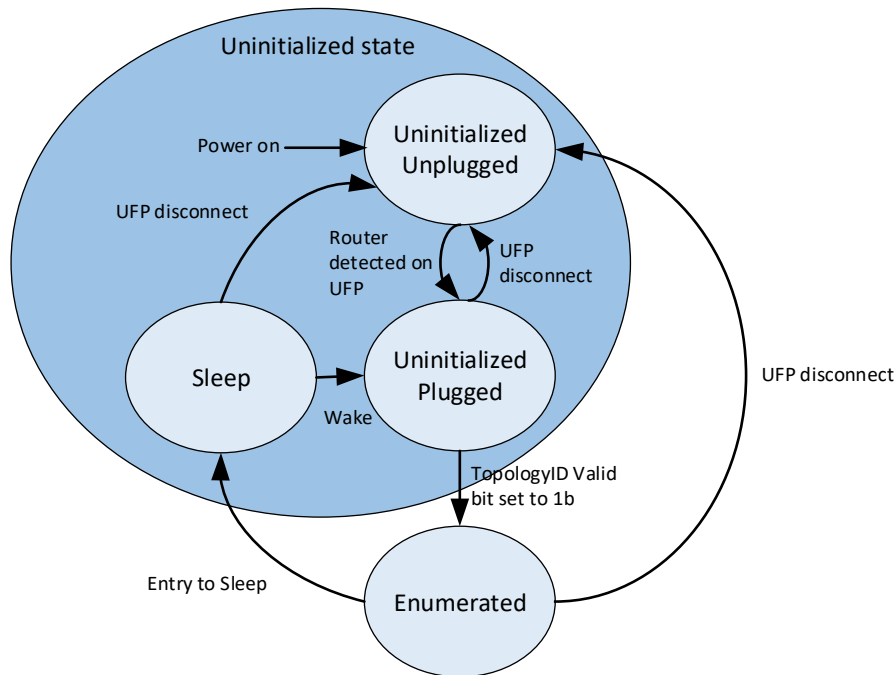 Uninitialized state
Uninitialized
Unplugged
Power on
UFP disconnect
Router
detected on
UFP
UFP
disconnect
Sleep
Uninitialized
Plugged
Wake
UFP disconnect
TopologyID Valid
bit set to 1b
Entry to Sleep
Enumerated